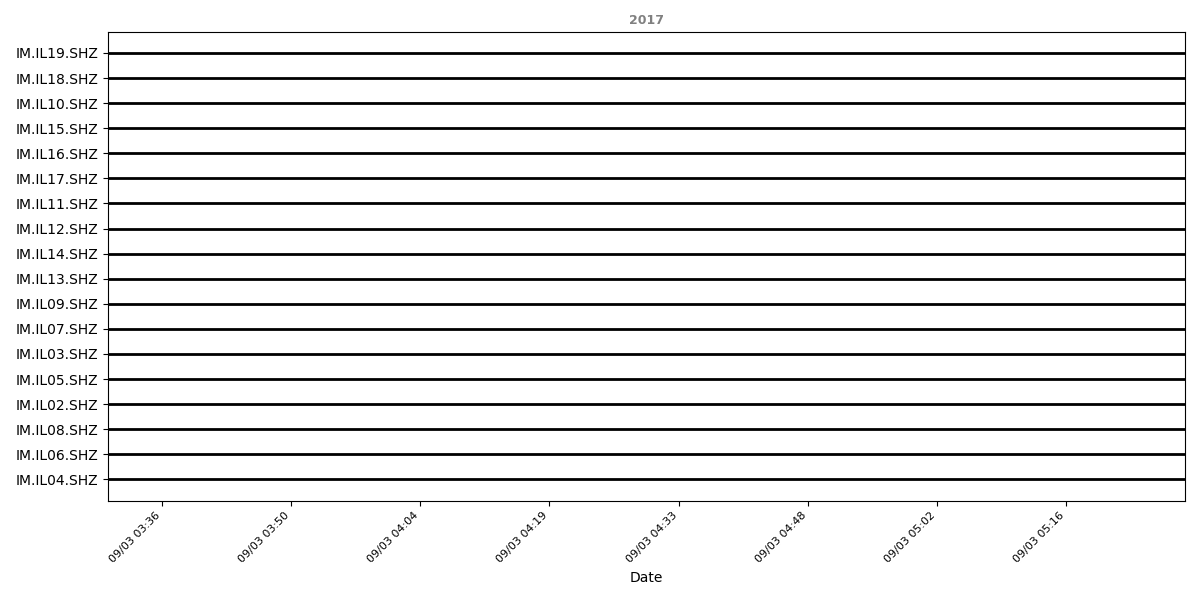 2017
IM.IL19.SHZ
IM.IL18.SHZ
IM.IL10.SHZ
IM.IL15.SHZ
IM.IL16.SHZ
IM.IL17.SHZ
IM.IL11.SHZ
IM.IL12.SHZ
IM.IL14.SHZ
IM.IL13.SHZ
IM.IL09.SHZ
IM.IL07.SHZ
IM.IL03.SHZ
IM.IL05.SHZ
IM.IL02.SHZ
IM.IL08.SHZ
IM.IL06.SHZ
IM.IL04.SHZ
09/03 03:36
09/03 03:50
09/03 04:04
09/03 04:19
09/03 04:33
09/03 04:48
09/03 05:02
09/03 05:16
Date